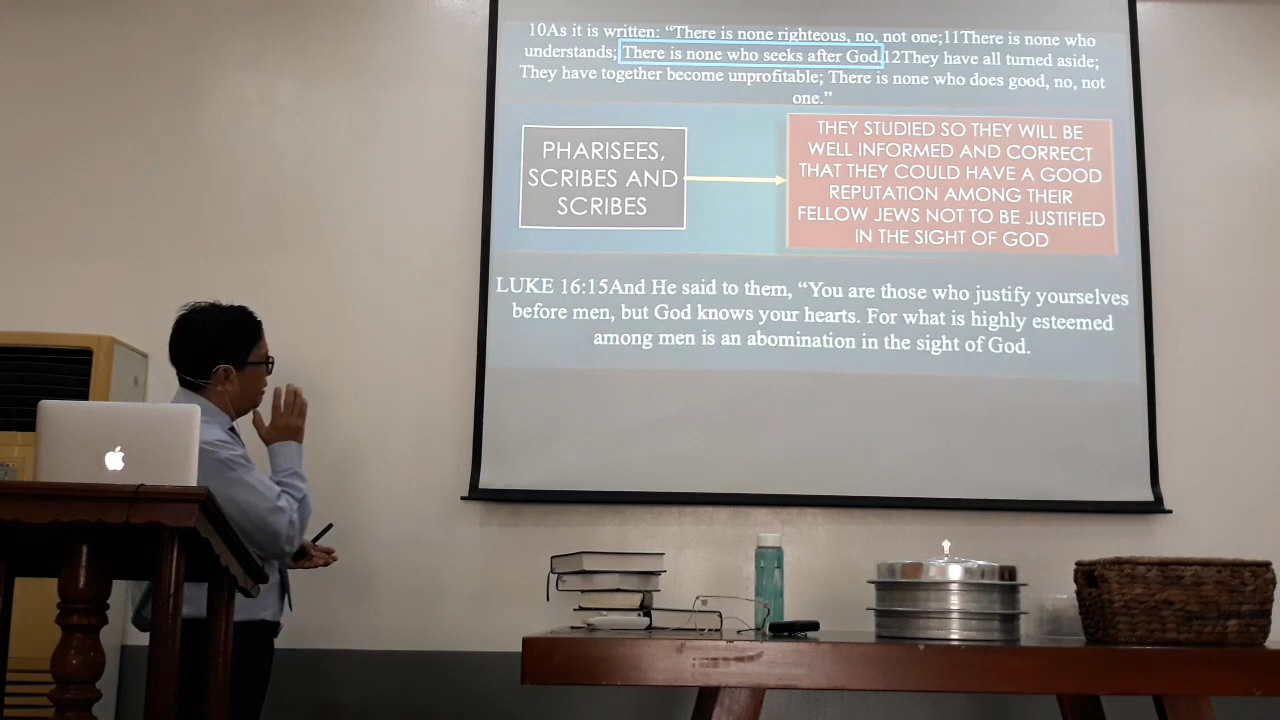 10As it is written: “There is none righteous, no, not one;11There is none who
understands; There is none who seeks after God.12They have all turned aside;
They have together become unprofitable; There is none who does good, no, not
one.”
PHARISEES,
SCRIBES AND
SCRIBES
THEY STUDIED SO THEY WILL BE
WELL INFORMED AND CORRECT
THAT THEY COULD HAVE A GOOD
REPUTATION AMONG THEIR
FELLOW JEWS NOT TO BE JUSTIFIED
IN THE SIGHT OF GOD
LUKE 16:15And He said to them, “You are those who justify yourselves
before men, but God knows your hearts. For what is highly esteemed
among men is an abomination in the sight of God.